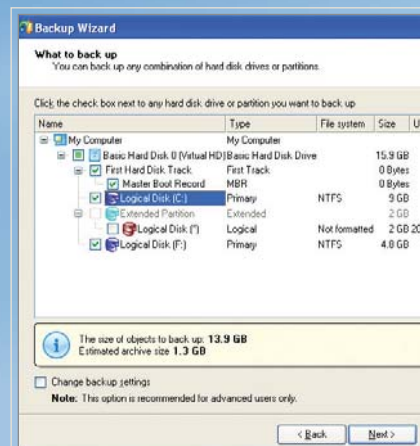 Backup Wizard
What to back up
You can back up any combination of hard disk drives or partitions.
Click the check box next to any hard disk drive or partition you want to back up
Name Type File system Size U
My Computer My Computer
Basic Hard Disk 0 (Virtual HD) Basic Hard Disk Drive 15.9 GB
First Hard Disk Track First Track 0 Bytes
Master Boot Record MBR 0 Bytes
Logical Disk (C:) Primary NTFS 9 GB
Extended Partition Extended 2 GB
Logical Disk (*) Logical Not formatted 2 GB 20
Logical Disk (F:) Primary NTFS 4.8 GB
The size of objects to back up: 13.9 GB
Estimated archive size 1.3 GB
Change backup settings
Note: This option is recommended for advanced users only.
< Back Next >